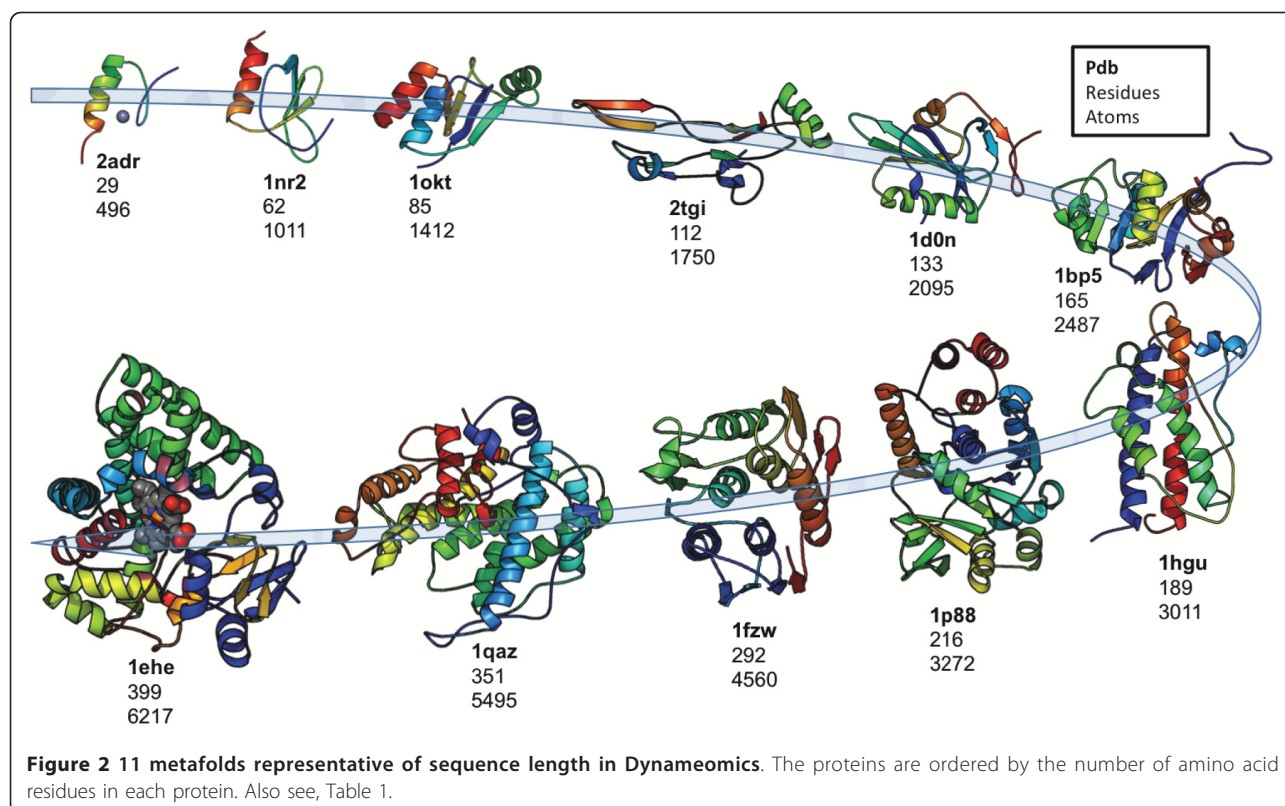 Pdb
Residues
Atoms
2adr
29
496
1nr2
62
1011
1okt
85
1412
2tgi
112
1750
1d0n
133
2095
1bp5
165
2487
1hgu
189
3011
1p88
216
3272
1fzw
292
4560
1qaz
351
5495
1ehe
399
6217
Figure 2 11 metafolds representative of sequence length in Dynameomics. The proteins are ordered by the number of amino acid
residues in each protein. Also see, Table 1.